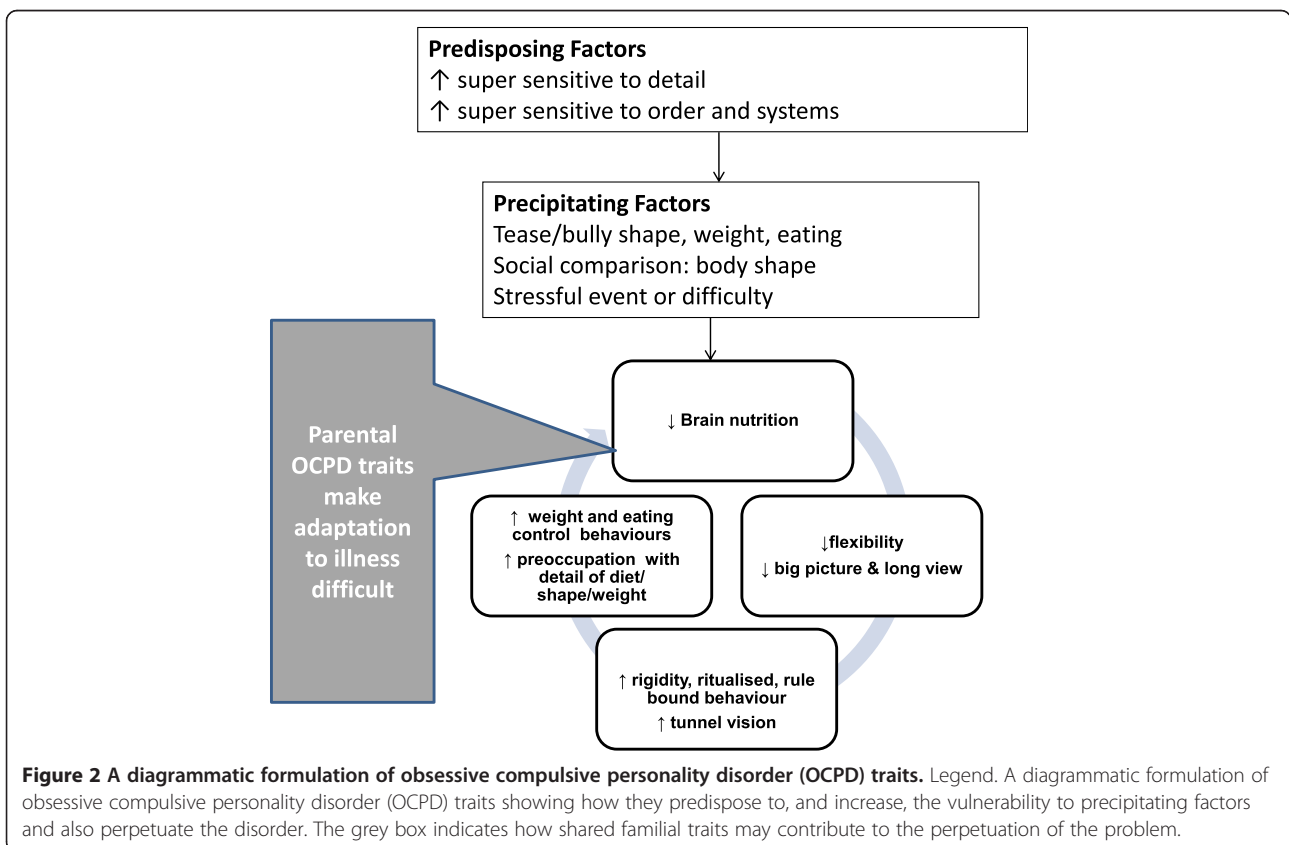 Predisposing Factors
↑ super sensitive to detail
↑ super sensitive to order and systems
Precipitating Factors
Tease/bully shape, weight, eating
Social comparison: body shape
Stressful event or difficulty
Parental
OCPD traits
make
adaptation
to illness
difficult
↓ Brain nutrition
↑ weight and eating
control behaviours
↑ preoccupation with
detail of diet/
shape/weight
↓flexibility
↓ big picture & long view
↑ rigidity, ritualised, rule
bound behaviour
↑ tunnel vision
Figure 2 A diagrammatic formulation of obsessive compulsive personality disorder (OCPD) traits. Legend. A diagrammatic formulation of
obsessive compulsive personality disorder (OCPD) traits showing how they predispose to, and increase, the vulnerability to precipitating factors
and also perpetuate the disorder. The grey box indicates how shared familial traits may contribute to the perpetuation of the problem.